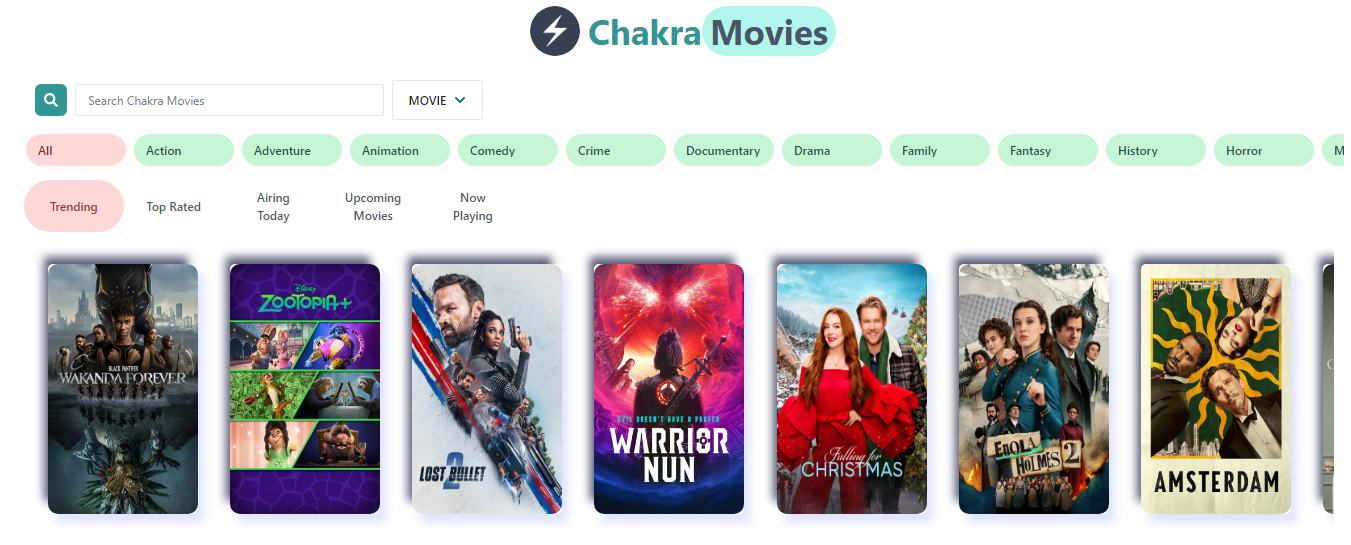 Chakra Movies
Search Chakra Movies
MOVIE
All Action Adventure Animation Comedy Crime Documentary Drama Family Fantasy History Horror M
Trending Top Rated Airing Today Upcoming Movies Now Playing
BLACK PANTHER
WAKANDA FOREVER
Disney
ZOOTOPIA+
LOST BULLET
2
EVIL DOESN'T HAVE A PRAYER
WARRIOR
NUN
Falling for
CHRISTMAS
ENOLA
HOLMES 2
AMSTERDAM